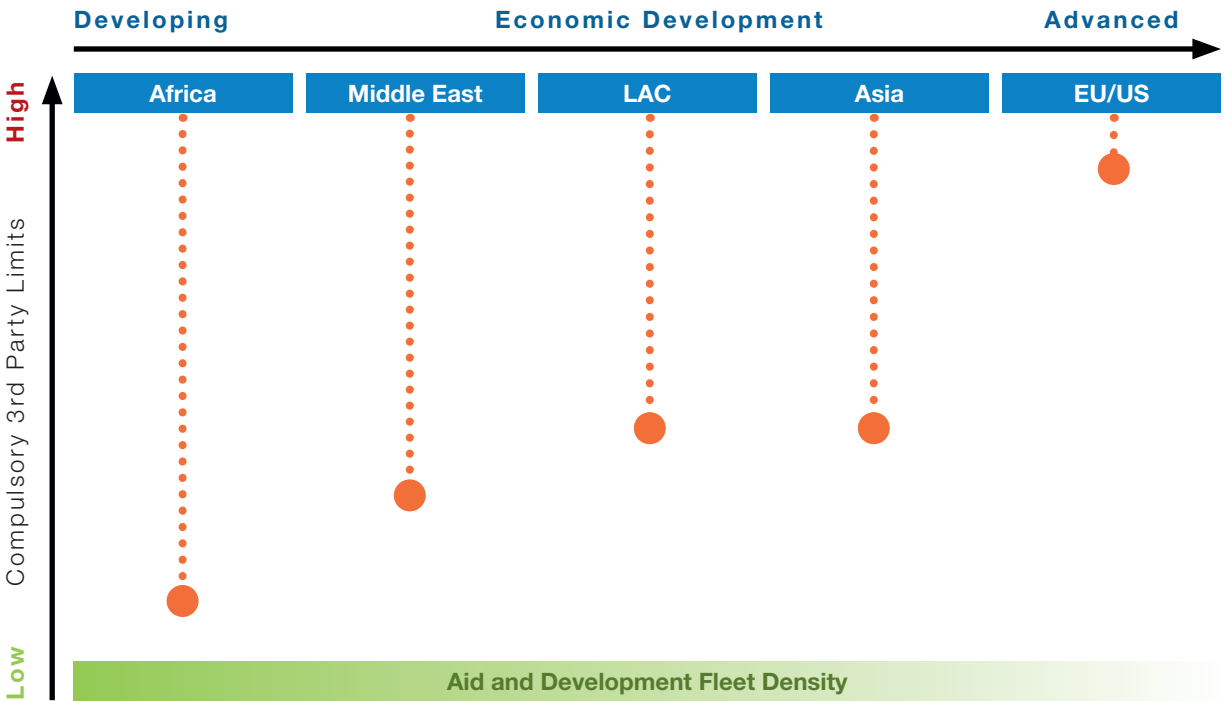 Developing Economic Development Advanced
Africa Middle East LAC Asia EU/US
High
Compulsory 3rd Party Limits
Low
Aid and Development Fleet Density